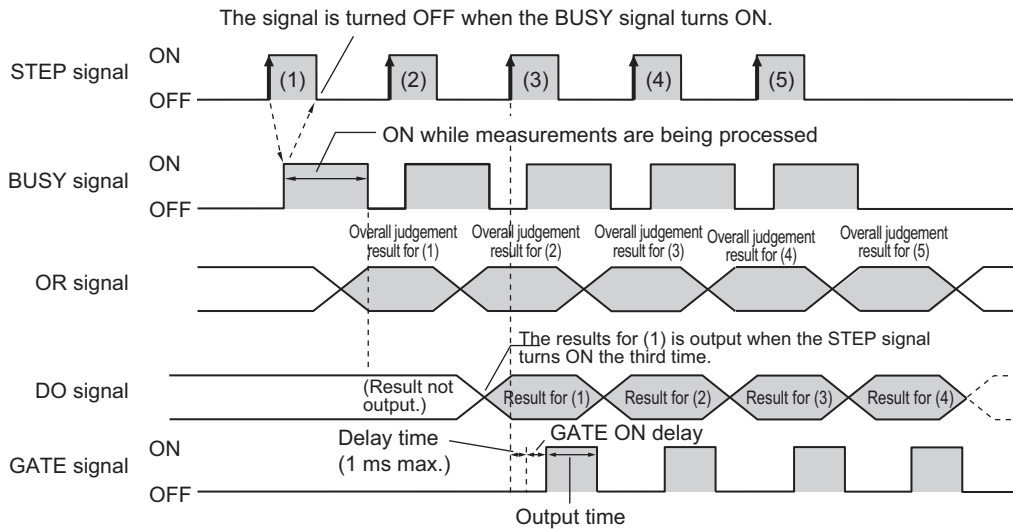 The signal is turned OFF when the BUSY signal turns ON.
STEP signal
ON
OFF
(1)
(2)
(3)
(4)
(5)
ON while measurements are being processed
BUSY signal
ON
OFF
Overall judgement
result for (1)
Overall judgement
result for (2)
Overall judgement
result for (3)
Overall judgement
result for (4)
Overall judgement
result for (5)
OR signal
The results for (1) is output when the STEP signal
turns ON the third time.
DO signal
(Result not
output.)
Result for (1)
Result for (2)
Result for (3)
Result for (4)
Delay time
(1 ms max.)
GATE ON delay
GATE signal
ON
OFF
Output time